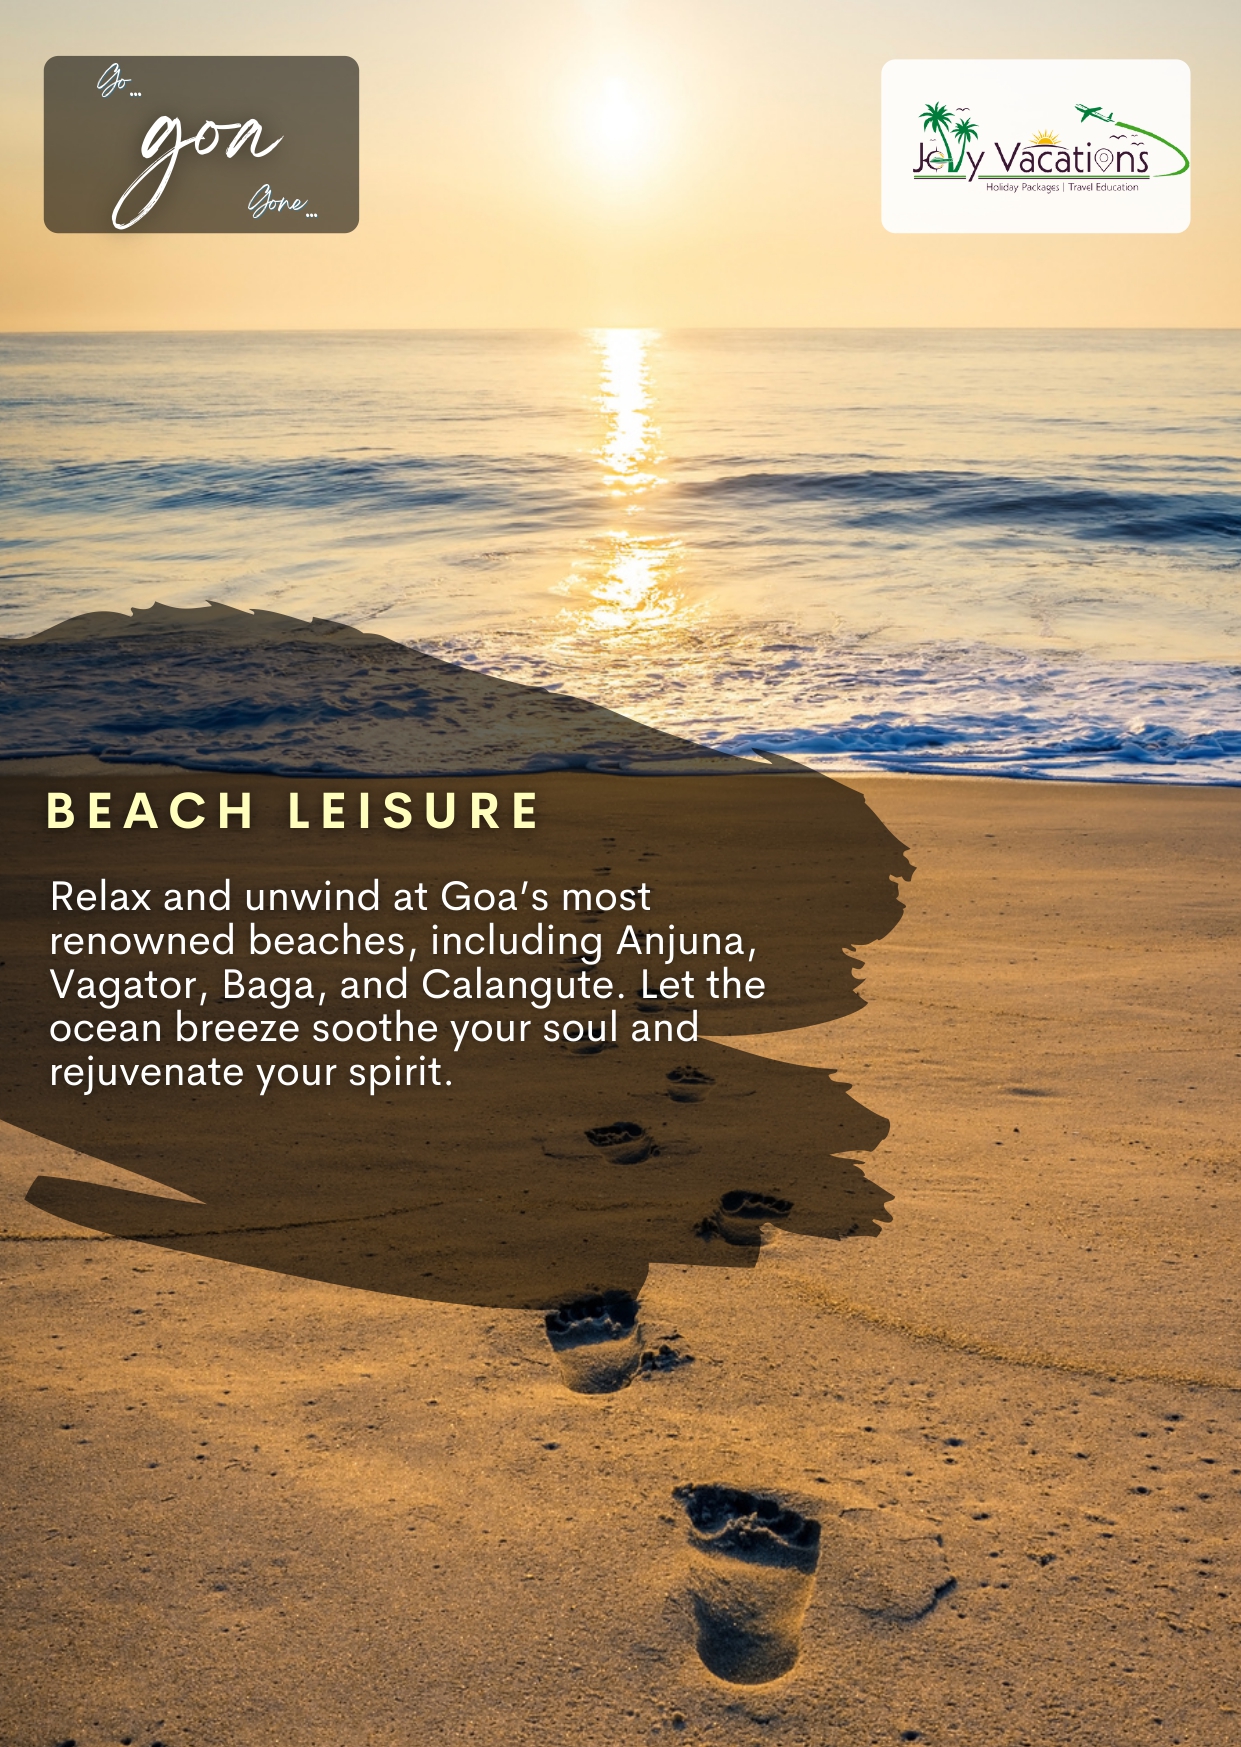 Go...
goa
Gone...
Jolly Vacations
Holiday Packages | Travel Education
BEACH LEISURE
Relax and unwind at Goa’s most
renowned beaches, including Anjuna,
Vagator, Baga, and Calangute. Let the
ocean breeze soothe your soul and
rejuvenate your spirit.